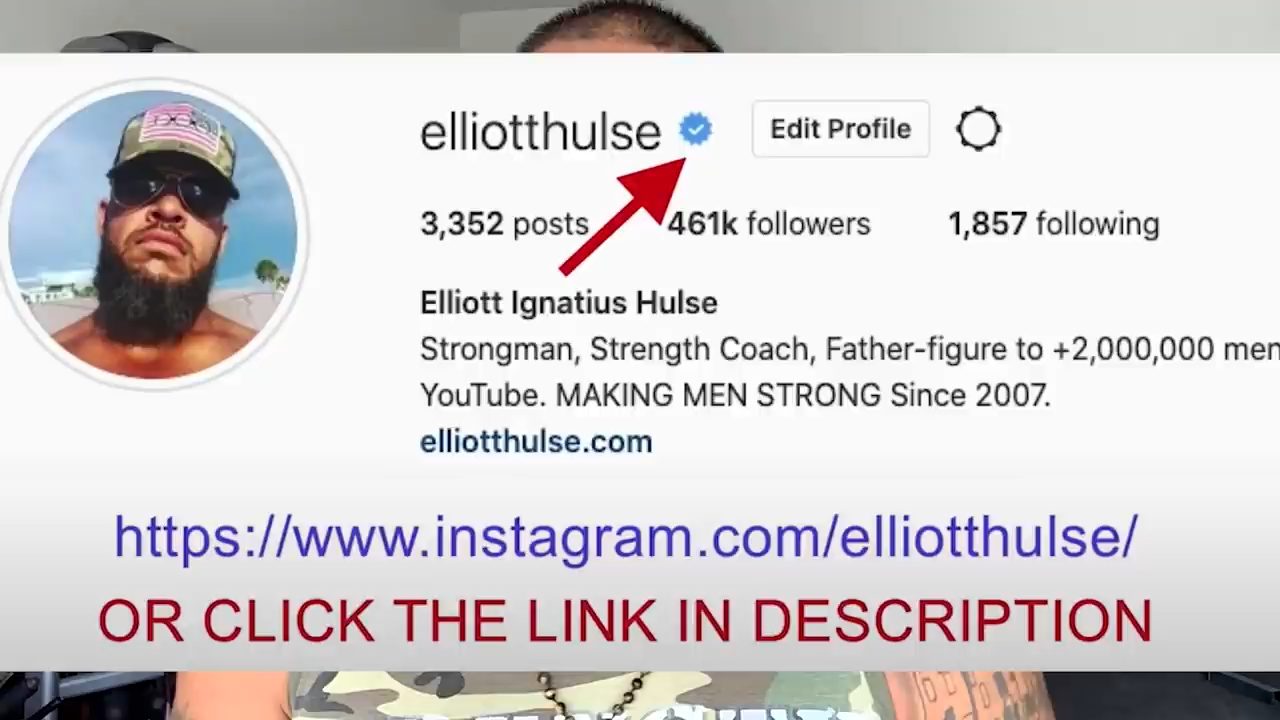 elliotthulse Edit Profile
3,352 posts 461k followers 1,857 following
Elliott Ignatius Hulse
Strongman, Strength Coach, Father-figure to +2,000,000 men
YouTube. MAKING MEN STRONG Since 2007.
elliotthulse.com
https://www.instagram.com/elliotthulse/
OR CLICK THE LINK IN DESCRIPTION